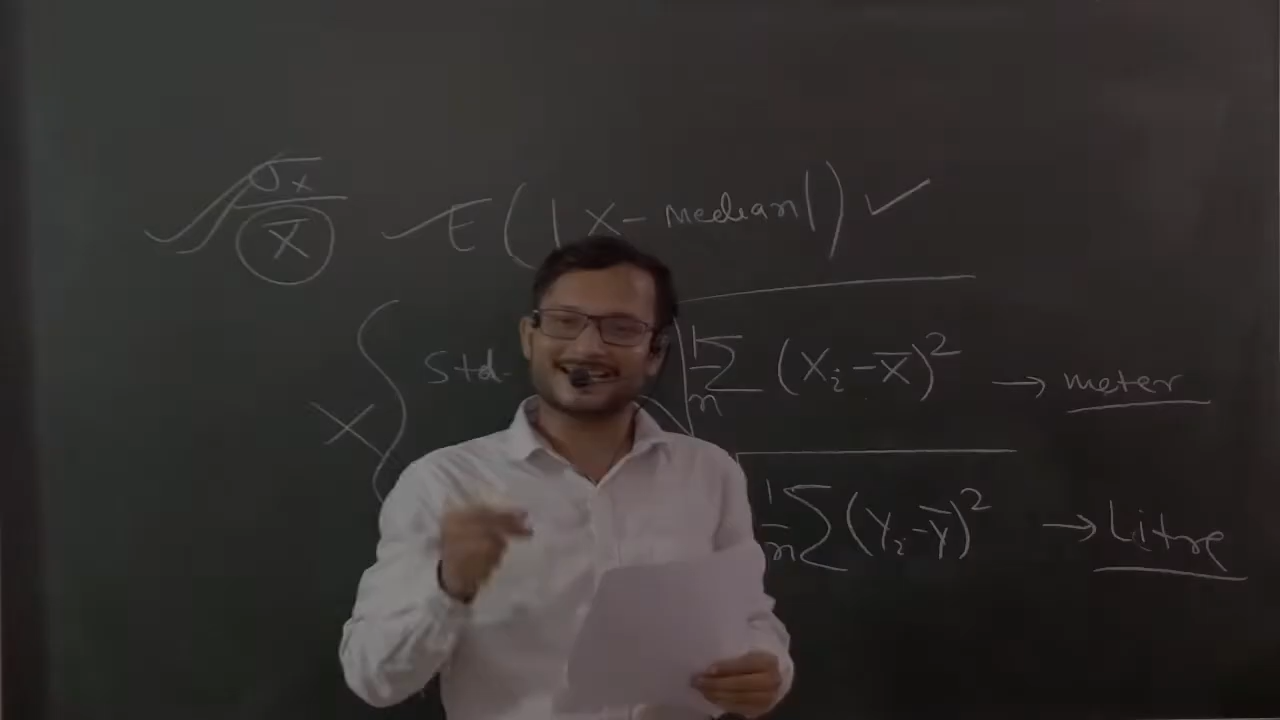 σx / X̄ E(|X - median|) ✓
Std. √ 1/n Σ (Xi - X̄)² → meter
√ 1/n Σ (Yi - Ȳ)² → Litre